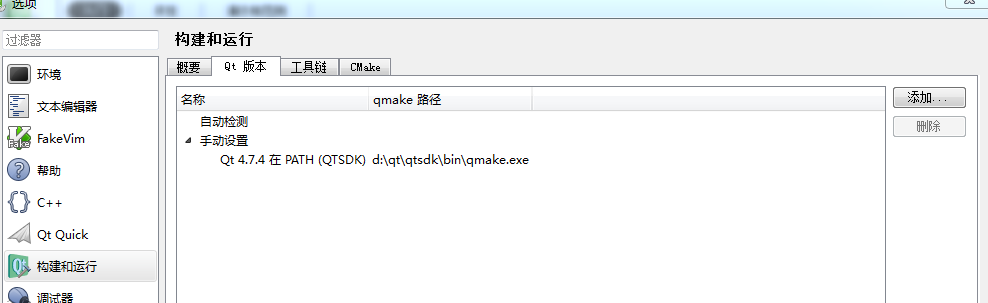 选项
过滤器
环境
文本编辑器
FakeVim
帮助
C++
Qt Quick
构建和运行
调试器
构建和运行
概要
Qt 版本
工具链
CMake
名称
qmake 路径
自动检测
手动设置
Qt 4.7.4 在 PATH (QTSDK)
d:\qt\qtsdk\bin\qmake.exe
添加...
删除